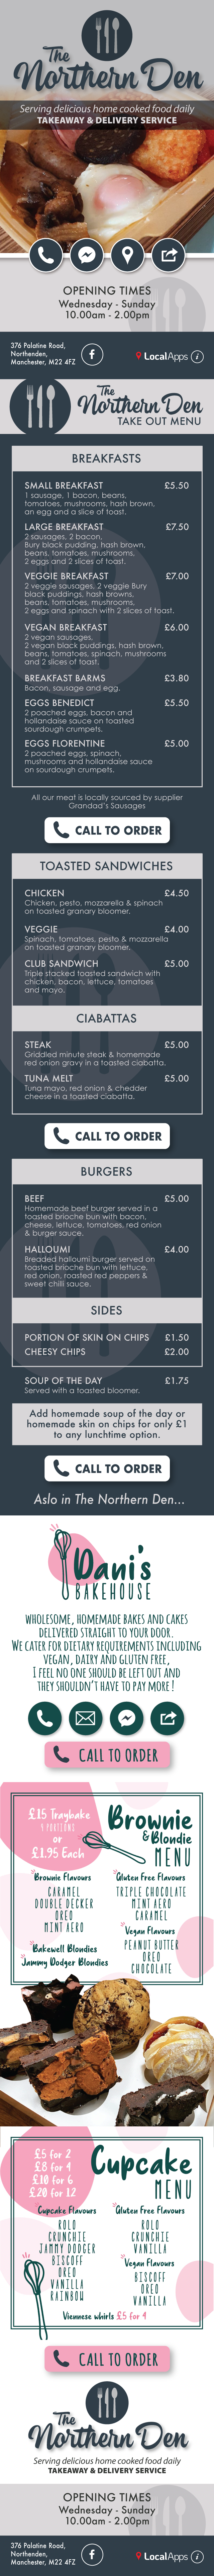 The
Northern Den
Serving delicious home cooked food daily
TAKEAWAY & DELIVERY SERVICE
OPENING TIMES
Wednesday - Sunday
10.00am - 2.00pm
376 Palatine Road,
Northenden,
Manchester, M22 4FZ
f
LocalApps i
The
Northern Den
TAKE OUT MENU
BREAKFASTS
SMALL BREAKFAST £5.50
1 sausage, 1 bacon, beans,
tomatoes, mushrooms, hash brown,
an egg and a slice of toast.
LARGE BREAKFAST £7.50
2 sausages, 2 bacon,
Bury black pudding, hash brown,
beans, tomatoes, mushrooms,
2 eggs and 2 slices of toast.
VEGGIE BREAKFAST £7.00
2 veggie sausages, 2 veggie Bury
black puddings, hash browns,
beans, tomatoes, mushrooms,
2 eggs and spinach with 2 slices of toast.
VEGAN BREAKFAST £6.00
2 vegan sausages,
2 vegan black puddings, hash brown,
beans, tomatoes, spinach, mushrooms
and 2 slices of toast.
BREAKFAST BARMS £3.80
Bacon, sausage and egg.
EGGS BENEDICT £5.50
2 poached eggs, bacon and
hollandaise sauce on toasted
sourdough crumpets.
EGGS FLORENTINE £5.00
2 poached eggs, spinach,
mushrooms and hollandaise sauce
on sourdough crumpets.
All our meat is locally sourced by supplier
Grandad's Sausages
CALL TO ORDER
TOASTED SANDWICHES
CHICKEN £4.50
Chicken, pesto, mozzarella & spinach
on toasted granary bloomer.
VEGGIE £4.00
Spinach, tomatoes, pesto & mozzarella
on toasted granary bloomer.
CLUB SANDWICH £5.00
Triple stacked toasted sandwich with
chicken, bacon, lettuce, tomatoes
and mayo.
CIABATTAS
STEAK £5.00
Griddled minute steak & homemade
red onion gravy in a toasted ciabatta.
TUNA MELT £5.00
Tuna mayo, red onion & chedder
cheese in a toasted ciabatta.
CALL TO ORDER
BURGERS
BEEF £5.00
Homemade beef burger served in a
toasted brioche bun with bacon,
cheese, lettuce, tomatoes, red onion
& burger sauce.
HALLOUMI £4.00
Breaded halloumi burger served on
toasted brioche bun with lettuce,
red onion, roasted red peppers &
sweet chilli sauce.
SIDES
PORTION OF SKIN ON CHIPS £1.50
CHEESY CHIPS £2.00
SOUP OF THE DAY £1.75
Served with a toasted bloomer.
Add homemade soup of the day or
homemade skin on chips for only £1
to any lunchtime option.
CALL TO ORDER
Aslo in The Northern Den...
Dani's
BAKEHOUSE
WHOLESOME, HOMEMADE BAKES AND CAKES
DELIVERED STRAIGHT TO YOUR DOOR.
WE CATER FOR DIETARY REQUIREMENTS INCLUDING
VEGAN, DAIRY AND GLUTEN FREE,
I FEEL NO ONE SHOULD BE LEFT OUT AND
THEY SHOULDN'T HAVE TO PAY MORE!
CALL TO ORDER
£15 Traybake
9 PORTIONS
or
£1.95 Each
Brownie
& Blondie
MENU
Brownie Flavours
CARAMEL
DOUBLE DECKER
OREO
MINT AERO
Bakewell Blondies
Jammy Dodger Blondies
Gluten Free Flavours
TRIPLE CHOCOLATE
MINT AERO
CARAMEL
Vegan Flavours
PEANUT BUTTER
OREO
CHOCOLATE
£5 for 2
£8 for 4
£10 for 6
£20 for 12
Cupcake
MENU
Cupcake Flavours
ROLO
CRUNCHIE
JAMMY DODGER
BISCOFF
OREO
VANILLA
RAINBOW
Gluten Free Flavours
ROLO
CRUNCHIE
VANILLA
Vegan Flavours
BISCOFF
OREO
VANILLA
Viennese whirls £5 for 4
CALL TO ORDER
The
Northern Den
Serving delicious home cooked food daily
TAKEAWAY & DELIVERY SERVICE
OPENING TIMES
Wednesday - Sunday
10.00am - 2.00pm
376 Palatine Road,
Northenden,
Manchester, M22 4FZ
f
LocalApps i